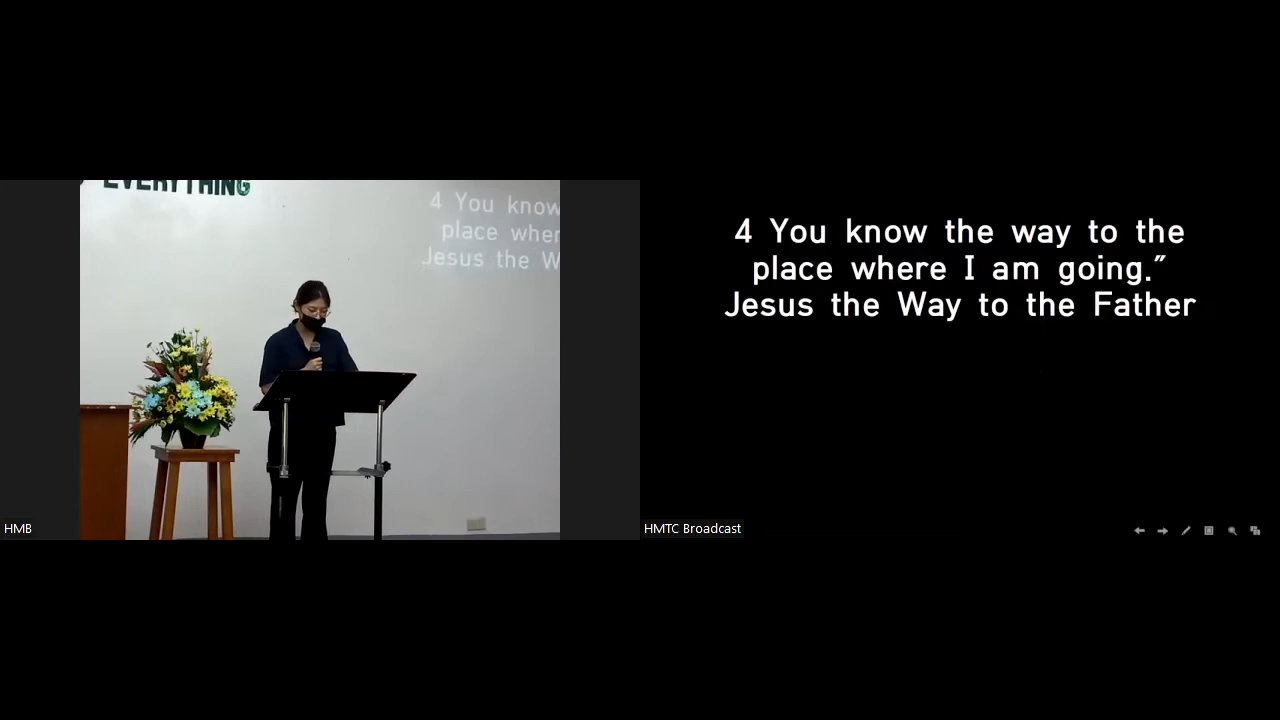 EVERYTHING
4 You know
place wher
Jesus the W
HMB
4 You know the way to the
place where I am going.”
Jesus the Way to the Father
HMTC Broadcast